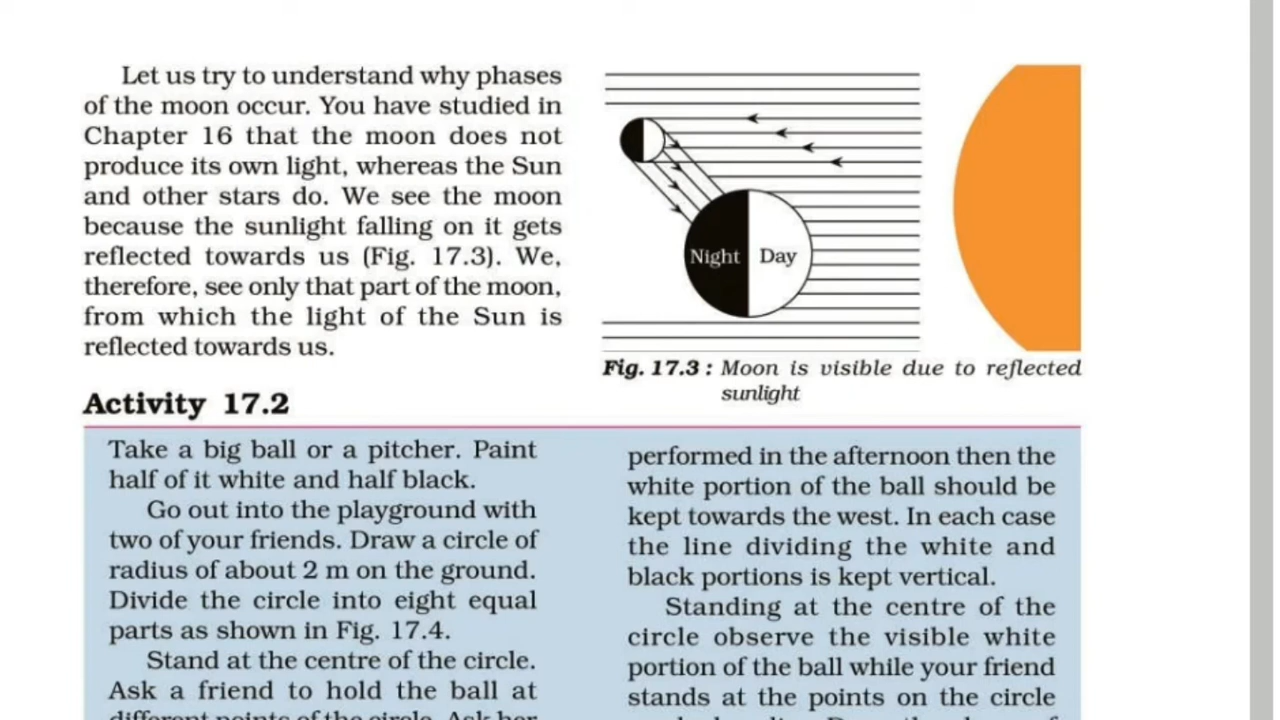 Let us try to understand why phases
of the moon occur. You have studied in
Chapter 16 that the moon does not
produce its own light, whereas the Sun
and other stars do. We see the moon
because the sunlight falling on it gets
reflected towards us (Fig. 17.3). We,
therefore, see only that part of the moon,
from which the light of the Sun is
reflected towards us.
Night
Day
Fig. 17.3 : Moon is visible due to reflected
sunlight
Activity 17.2
Take a big ball or a pitcher. Paint
half of it white and half black.
Go out into the playground with
two of your friends. Draw a circle of
radius of about 2 m on the ground.
Divide the circle into eight equal
parts as shown in Fig. 17.4.
Stand at the centre of the circle.
Ask a friend to hold the ball at
different points of the circle. Ask her
performed in the afternoon then the
white portion of the ball should be
kept towards the west. In each case
the line dividing the white and
black portions is kept vertical.
Standing at the centre of the
circle observe the visible white
portion of the ball while your friend
stands at the points on the circle